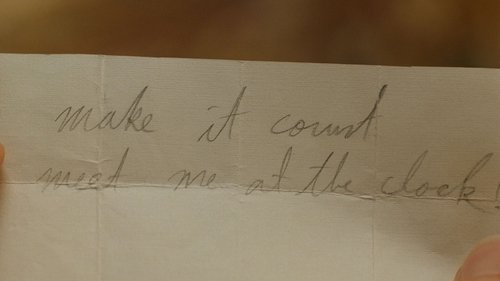 make it count
meet me at the clock!